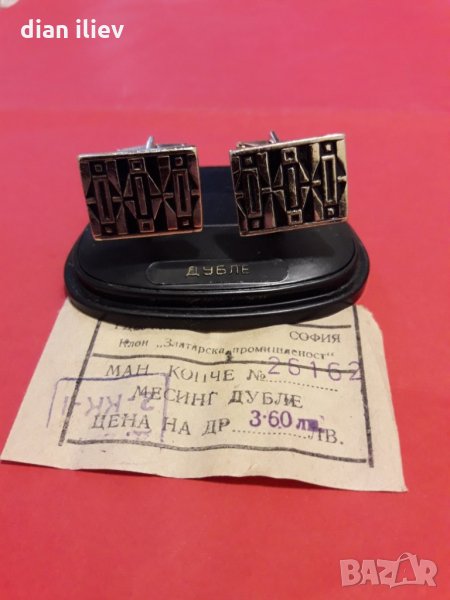 dian iliev
ДУБЛЕ
СОФИЯ
Клон „Златарска промишленост"
МАН. КОПЧЕ № 26162
МЕСИНГ ДУБЛЕ
ЦЕНА НА ДР. 3·60 лв. ЛВ.
BAZAR